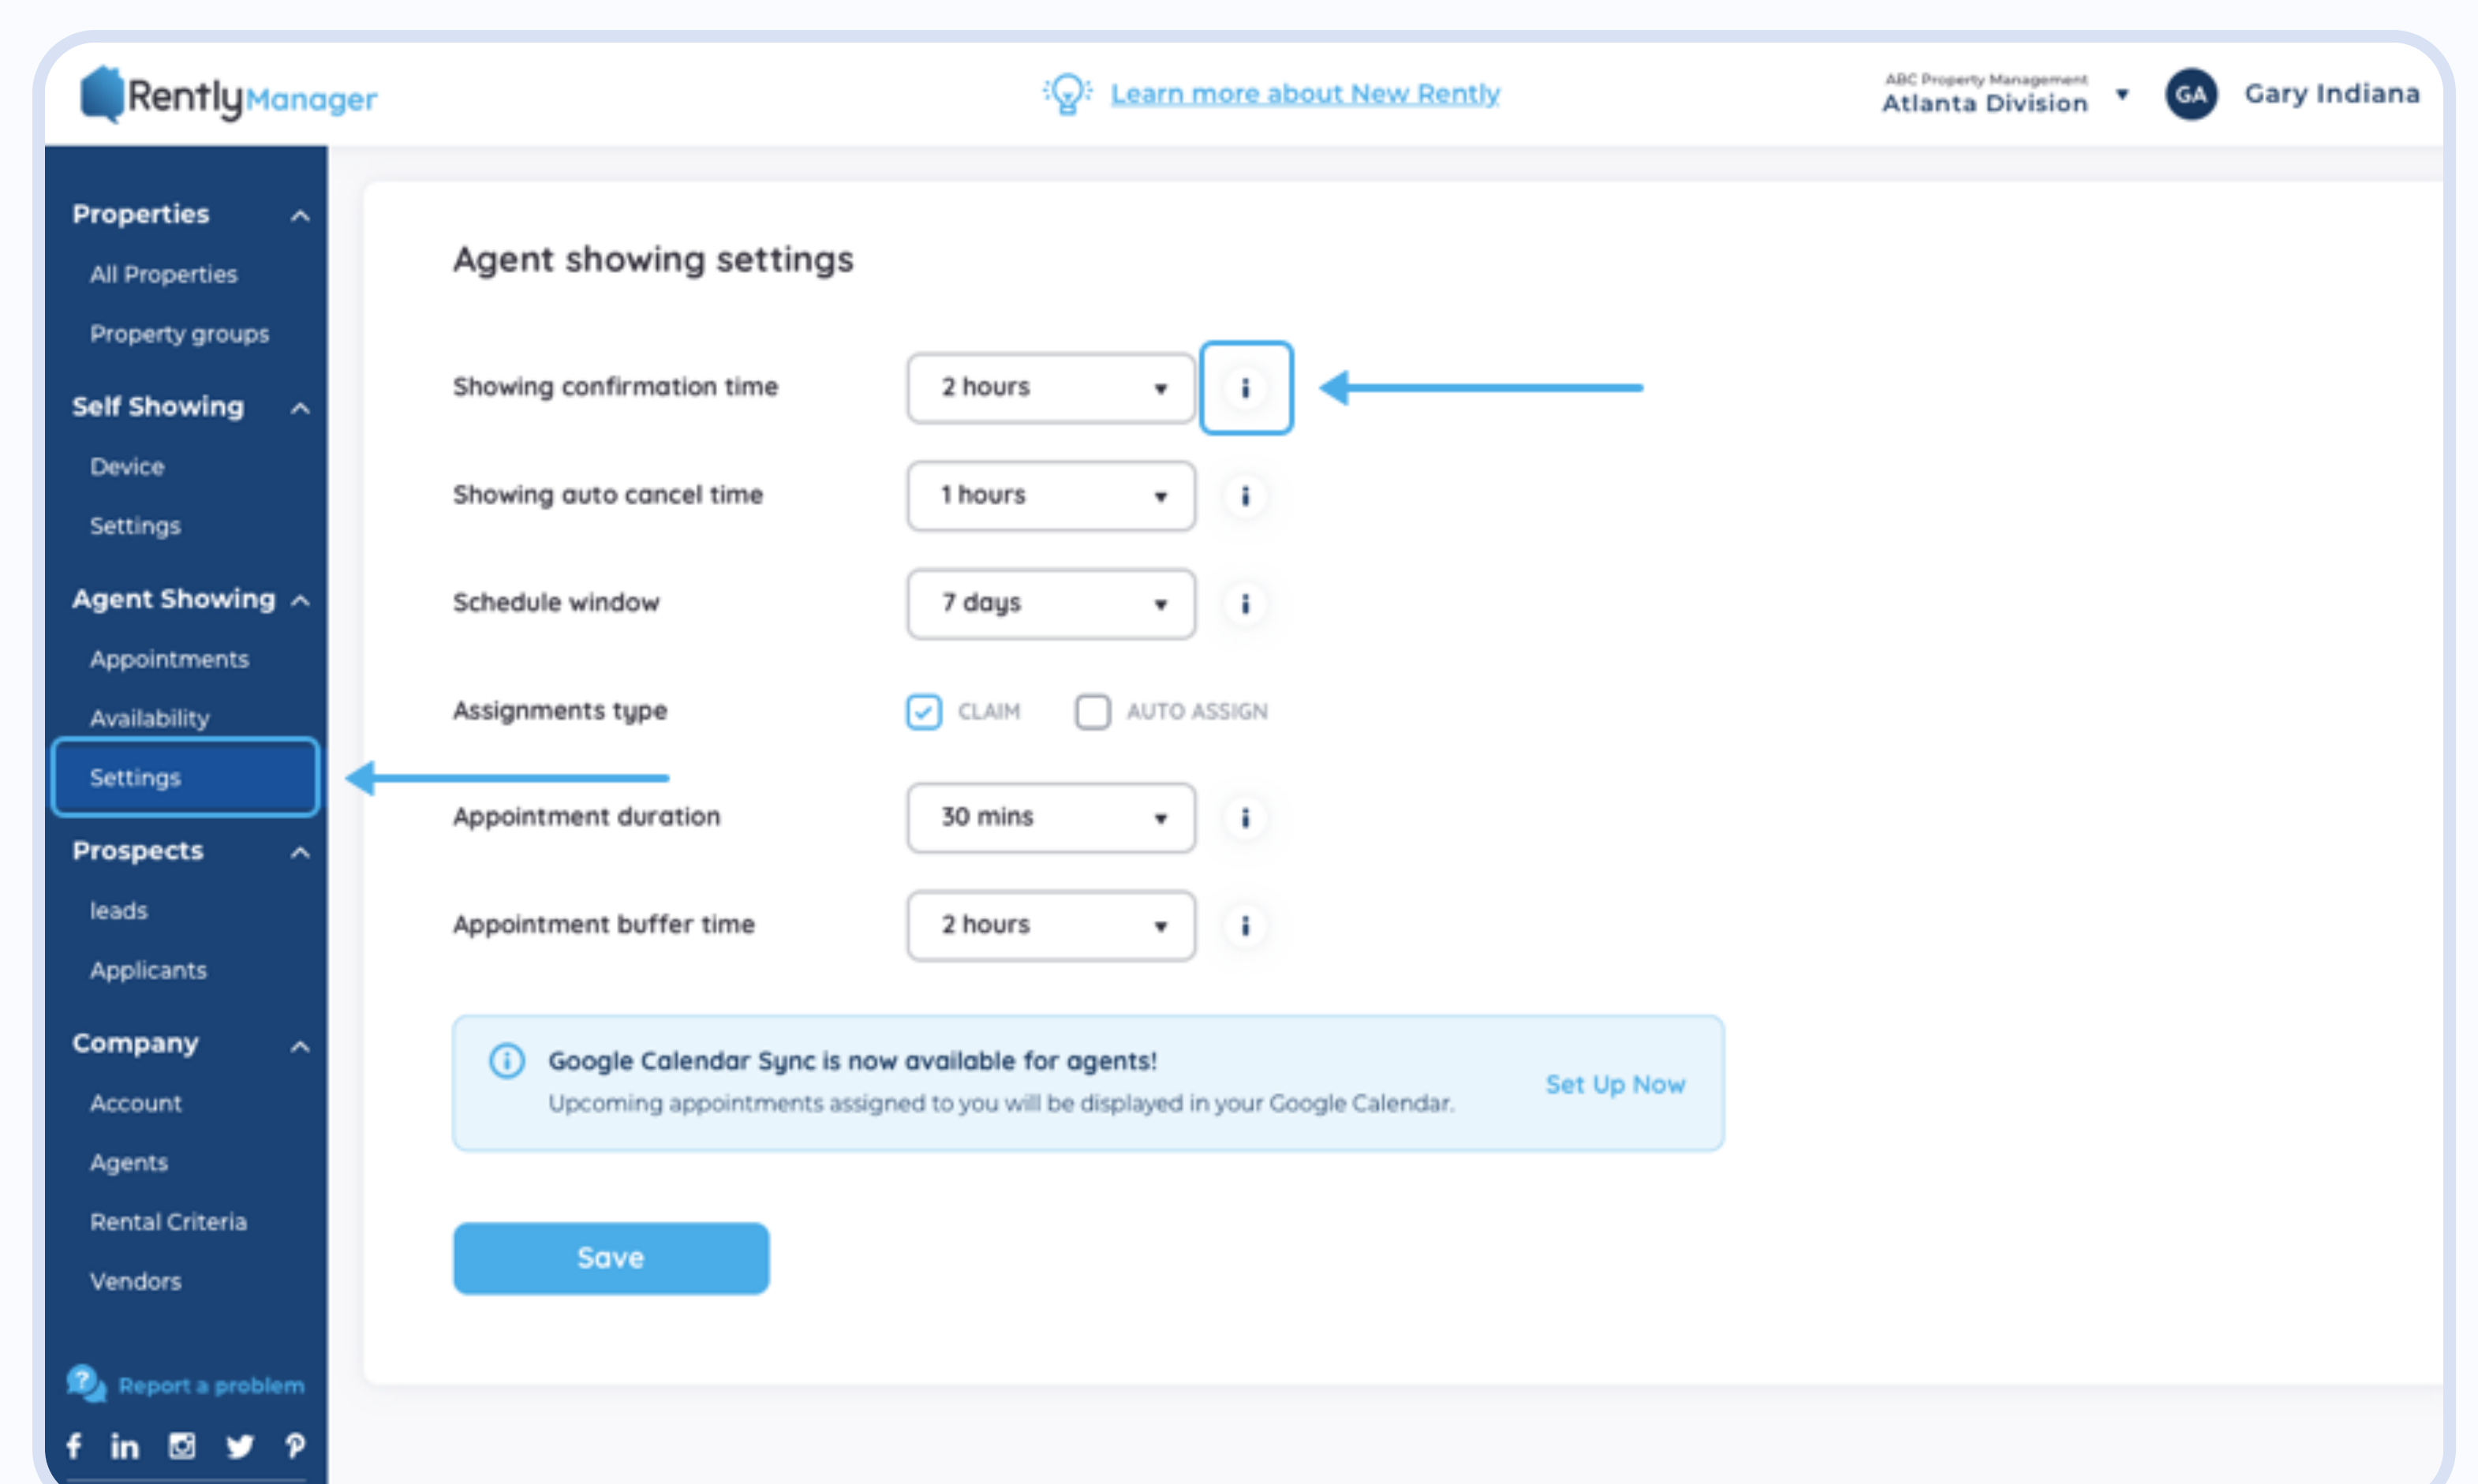 RentlyManager
Learn more about New Rently
ABC Property Management
Atlanta Division
GA
Gary Indiana
Properties
All Properties
Property groups
Self Showing
Device
Settings
Agent Showing
Appointments
Availability
Settings
Prospects
leads
Applicants
Company
Account
Agents
Rental Criteria
Vendors
Report a problem
Agent showing settings
Showing confirmation time 2 hours
Showing auto cancel time 1 hours
Schedule window 7 days
Assignments type CLAIM AUTO ASSIGN
Appointment duration 30 mins
Appointment buffer time 2 hours
Google Calendar Sync is now available for agents!
Upcoming appointments assigned to you will be displayed in your Google Calendar.
Set Up Now
Save